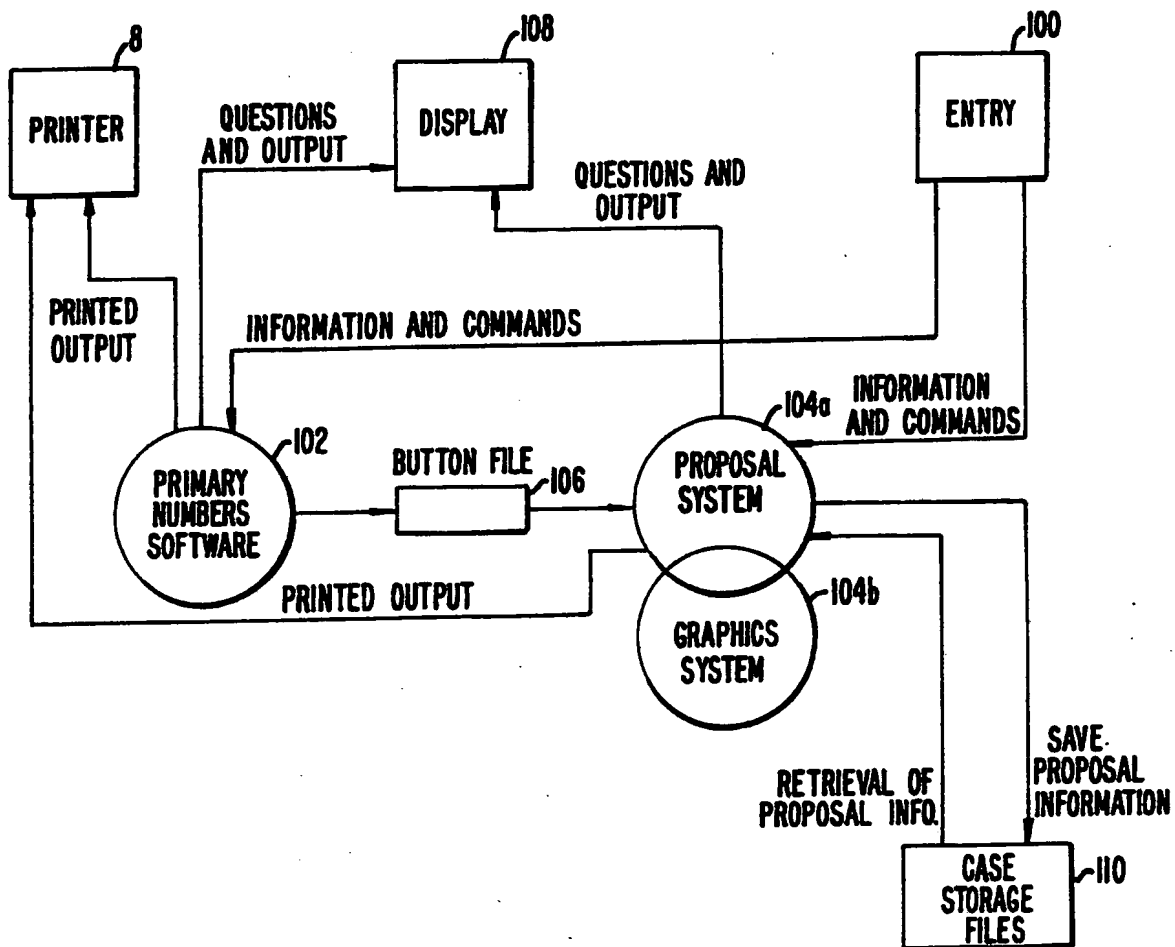 8
PRINTER
108
DISPLAY
100
ENTRY
QUESTIONS
AND OUTPUT
QUESTIONS AND
OUTPUT
PRINTED
OUTPUT
INFORMATION AND COMMANDS
INFORMATION
AND COMMANDS
102
PRIMARY
NUMBERS
SOFTWARE
BUTTON FILE
106
104a
PROPOSAL
SYSTEM
PRINTED OUTPUT
104b
GRAPHICS
SYSTEM
RETRIEVAL OF
PROPOSAL INFO.
SAVE
PROPOSAL
INFORMATION
CASE
STORAGE
FILES
110